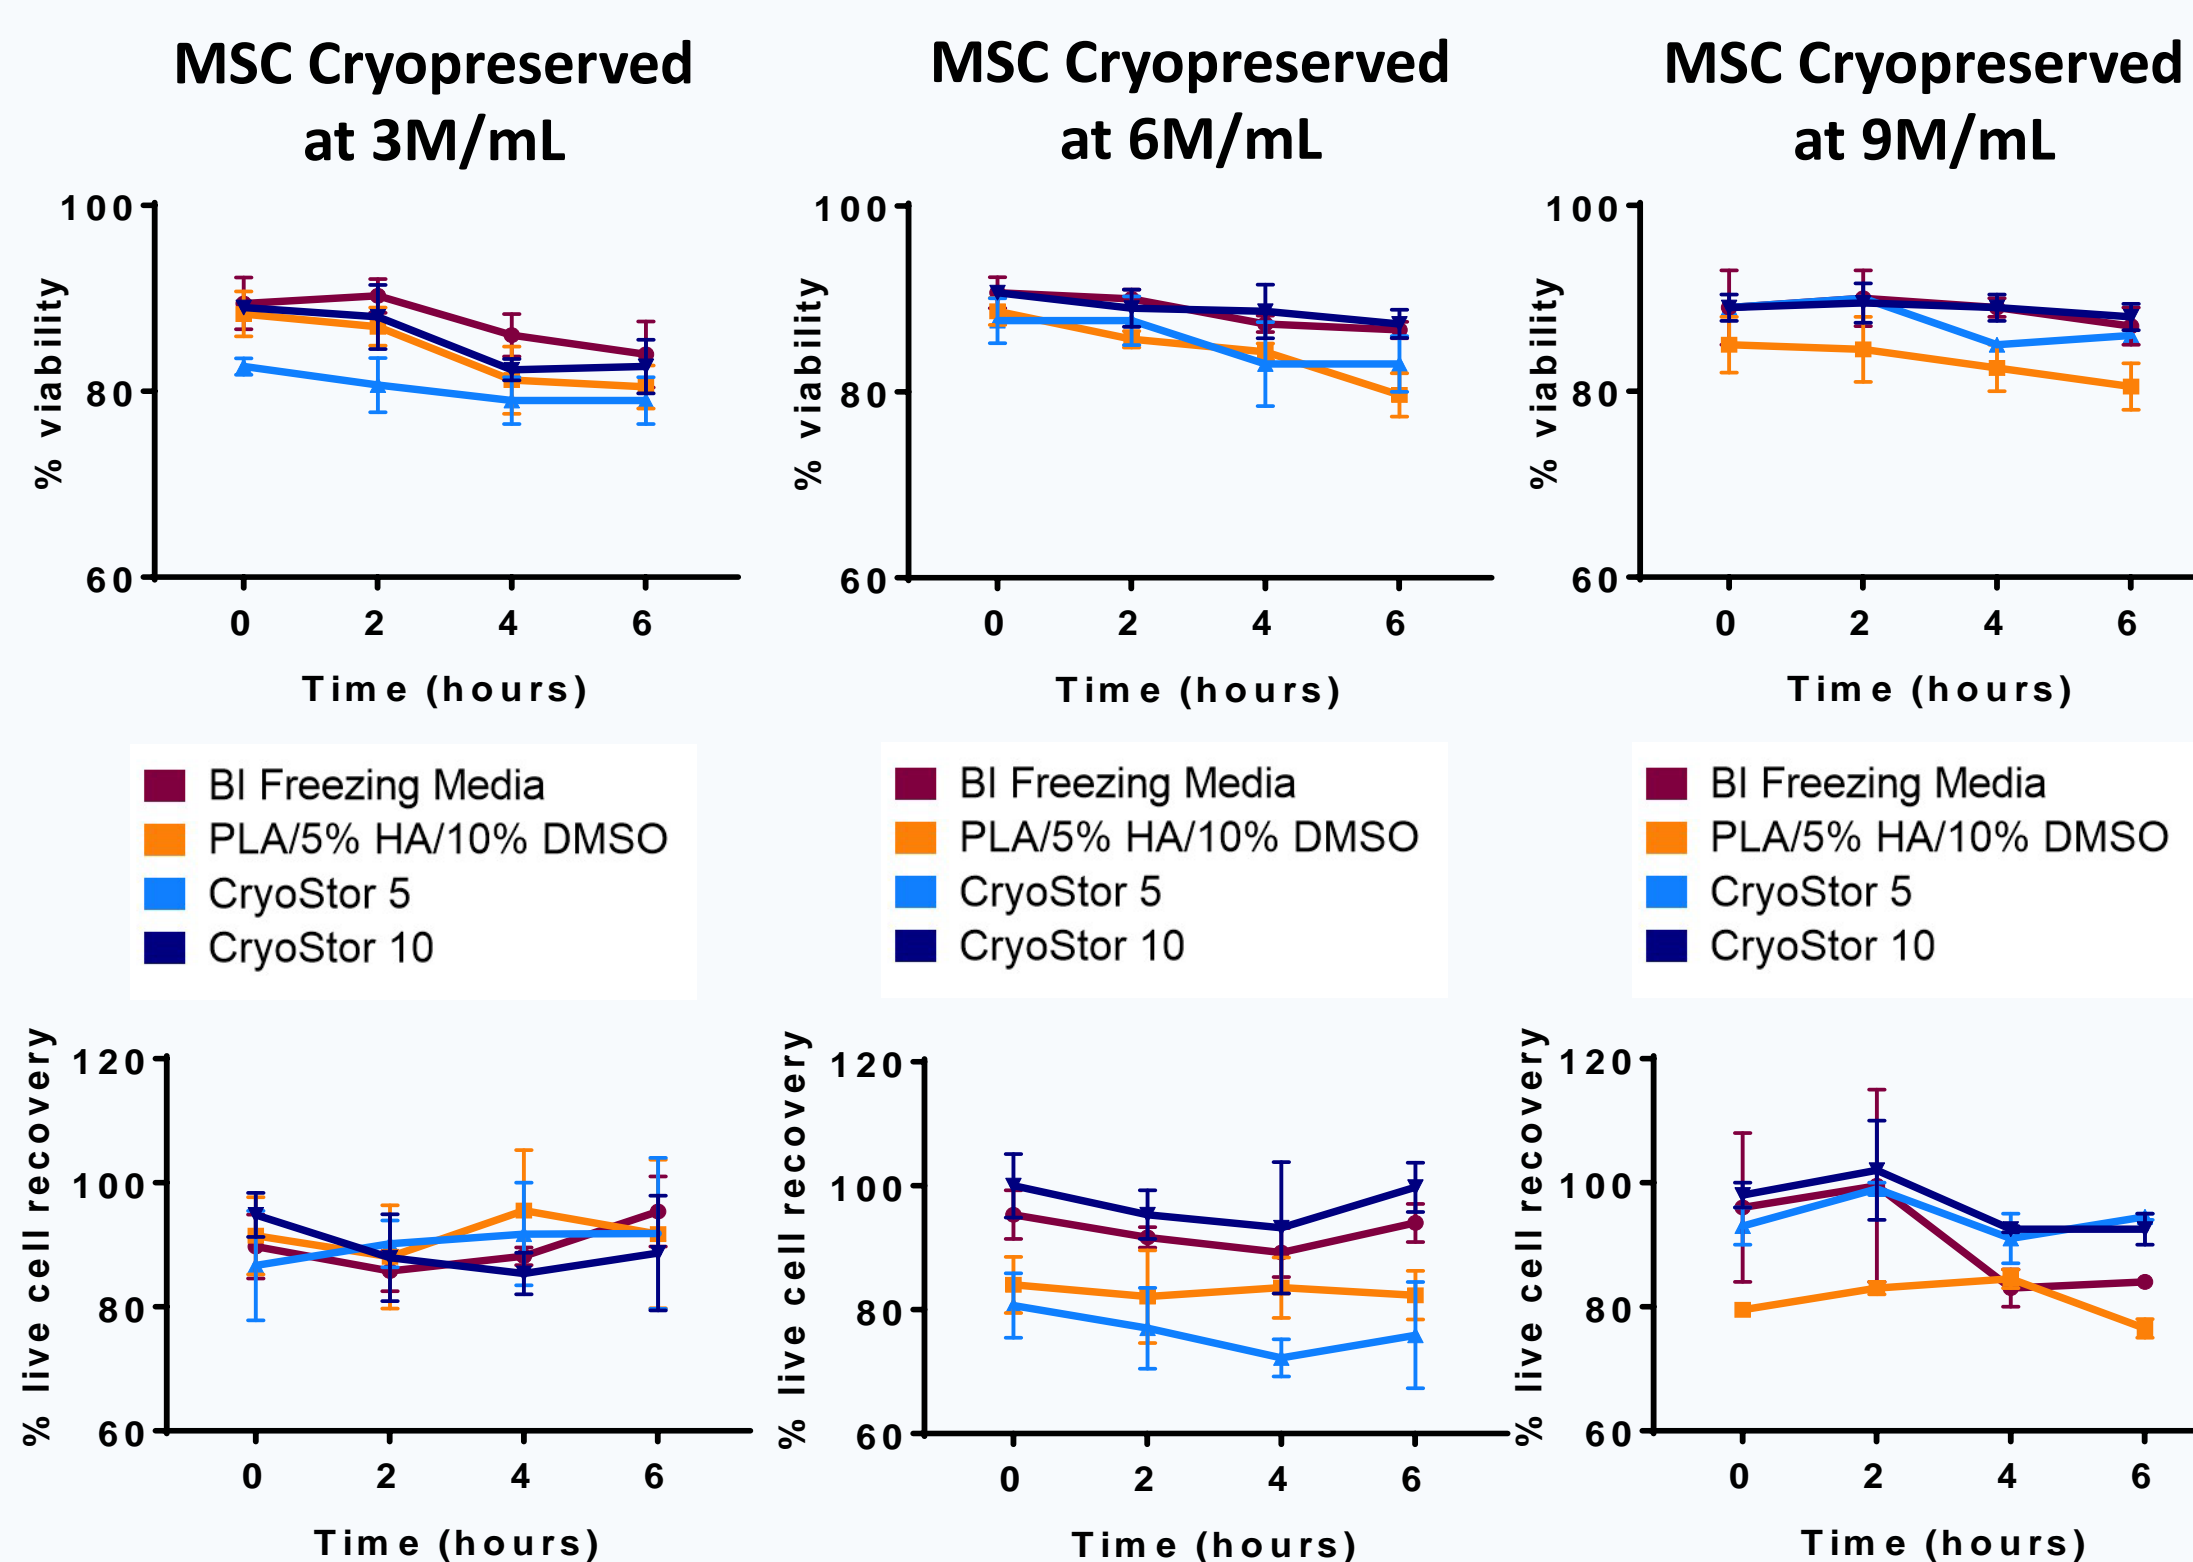 MSC Cryopreserved
at 3M/mL
MSC Cryopreserved
at 6M/mL
MSC Cryopreserved
at 9M/mL
100
80
60
% viability
0 2 4 6
Time (hours)
100
80
60
% viability
0 2 4 6
Time (hours)
100
80
60
% viability
0 2 4 6
Time (hours)
BI Freezing Media
PLA/5% HA/10% DMSO
CryoStor 5
CryoStor 10
BI Freezing Media
PLA/5% HA/10% DMSO
CryoStor 5
CryoStor 10
BI Freezing Media
PLA/5% HA/10% DMSO
CryoStor 5
CryoStor 10
120
100
80
60
% live cell recovery
0 2 4 6
Time (hours)
120
100
80
60
% live cell recovery
0 2 4 6
Time (hours)
120
100
80
60
% live cell recovery
0 2 4 6
Time (hours)